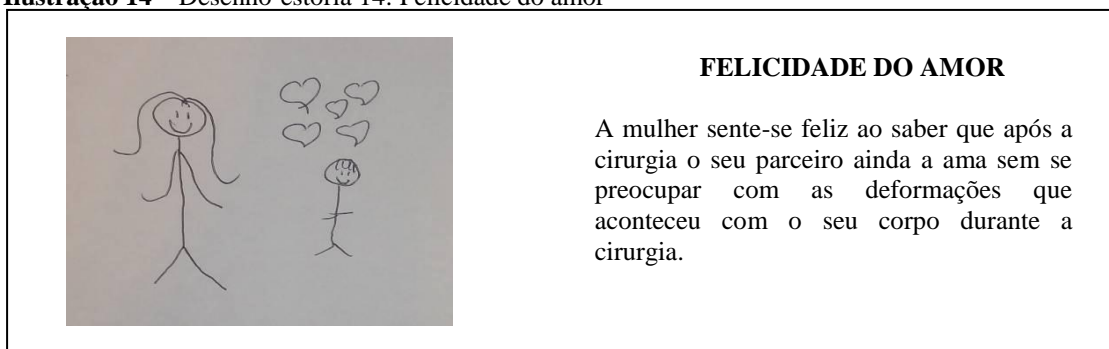 Ilustração 14 – Desenho-estória 14: Felicidade do amor
FELICIDADE DO AMOR
A mulher sente-se feliz ao saber que após a
cirurgia o seu parceiro ainda a ama sem se
preocupar com as deformações que
aconteceu com o seu corpo durante a
cirurgia.